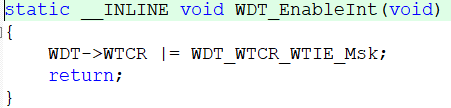 static __INLINE void WDT_EnableInt(void)
{
    WDT->WTCR |= WDT_WTCR_WTIE_Msk;
    return;
}